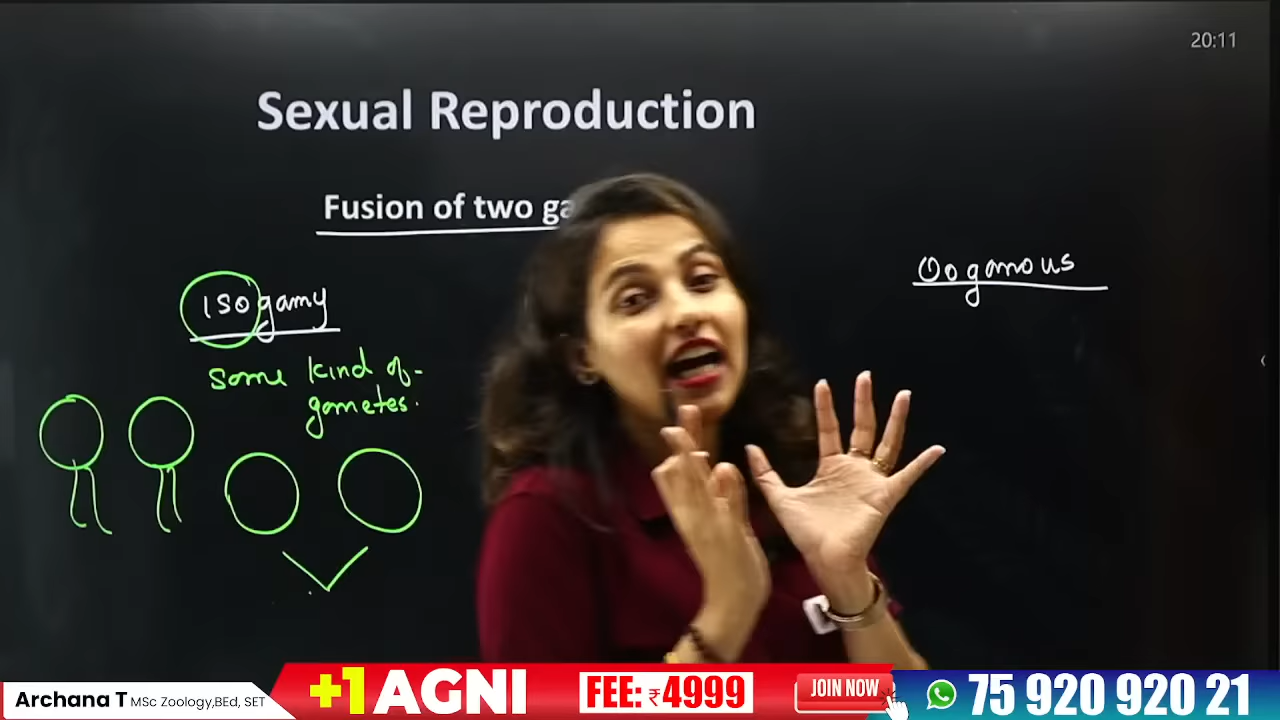 20:11
Sexual Reproduction
Fusion of two ga
Oogamous
ISOgamy
Same kind of
gametes.
+1 AGNI
FEE: ₹4999
JOIN NOW
75 920 920 21
Archana T MSc Zoology,BEd, SET